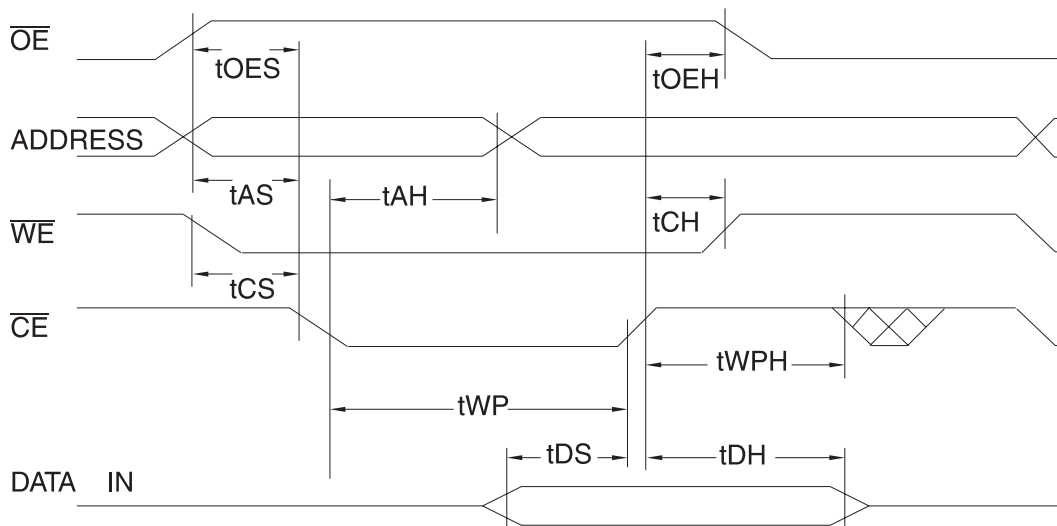 OE
tOES
tOEH
ADDRESS
tAS
tAH
tCH
WE
tCS
CE
tWPH
tWP
tDS
tDH
DATA IN